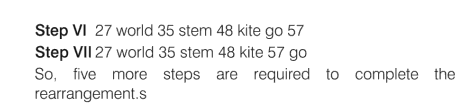 Step VI 27 world 35 stem 48 kite go 57
Step VII 27 world 35 stem 48 kite 57 go
So, five more steps are required to complete the
rearrangement.s